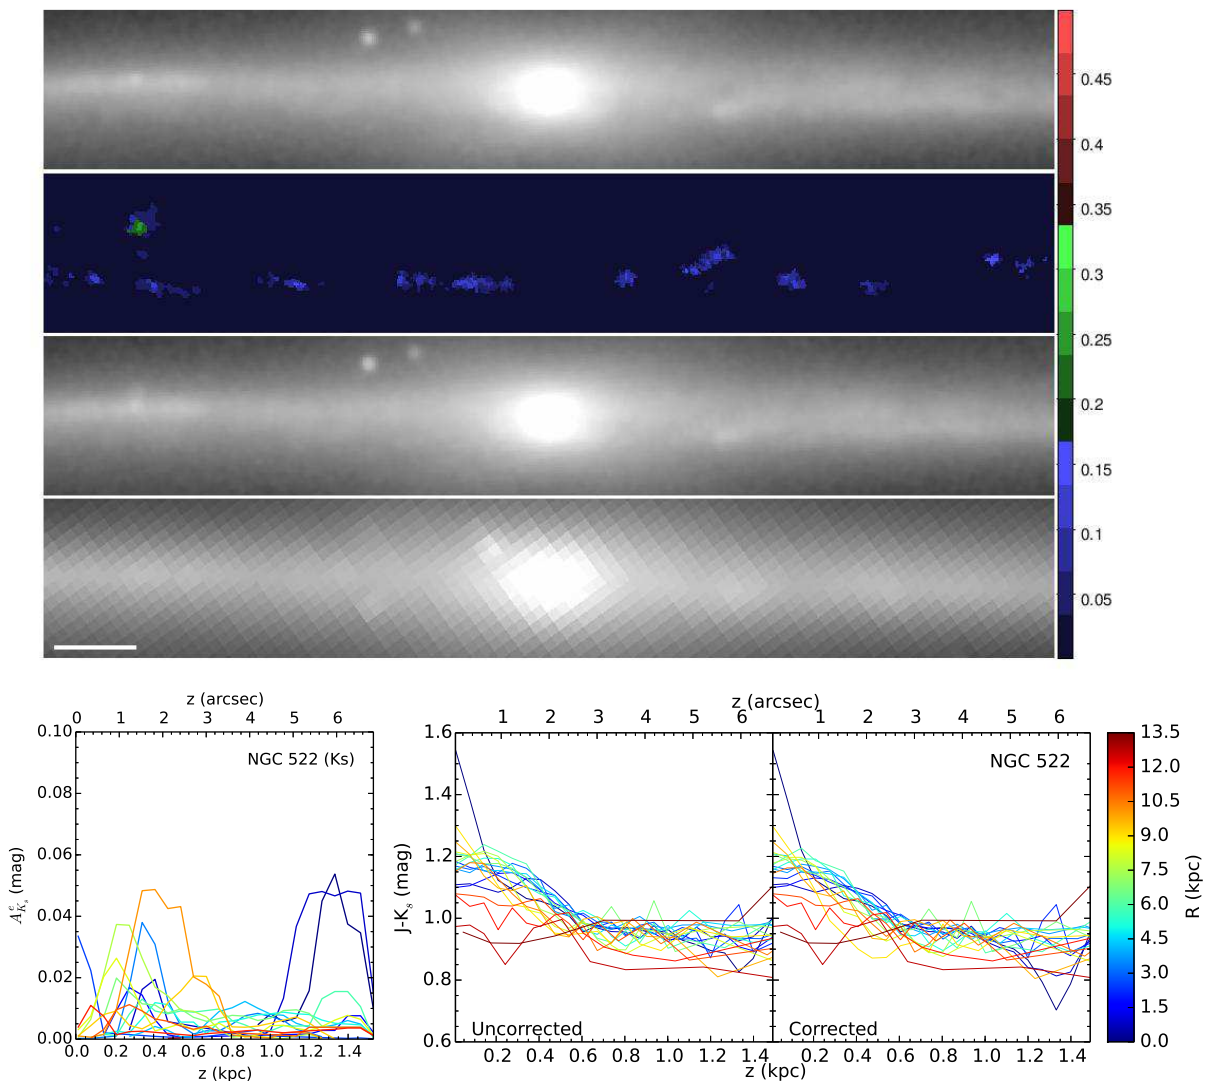 0.45
0.4
0.35
0.3
0.25
0.2
0.15
0.1
0.05
z (arcsec)
0 1 2 3 4 5 6
0.10
0.08
0.06
0.04
0.02
0.00
A^e_{K_s} (mag)
NGC 522 (Ks)
0.0 0.2 0.4 0.6 0.8 1.0 1.2 1.4
z (kpc)
z (arcsec)
1 2 3 4 5 6 1 2 3 4 5 6
1.6
1.4
1.2
1.0
0.8
0.6
J-K_s (mag)
NGC 522
Uncorrected
Corrected
0.2 0.4 0.6 0.8 1.0 1.2 1.4 0.2 0.4 0.6 0.8 1.0 1.2 1.4
z (kpc)
13.5
12.0
10.5
9.0
7.5
6.0
4.5
3.0
1.5
0.0
R (kpc)